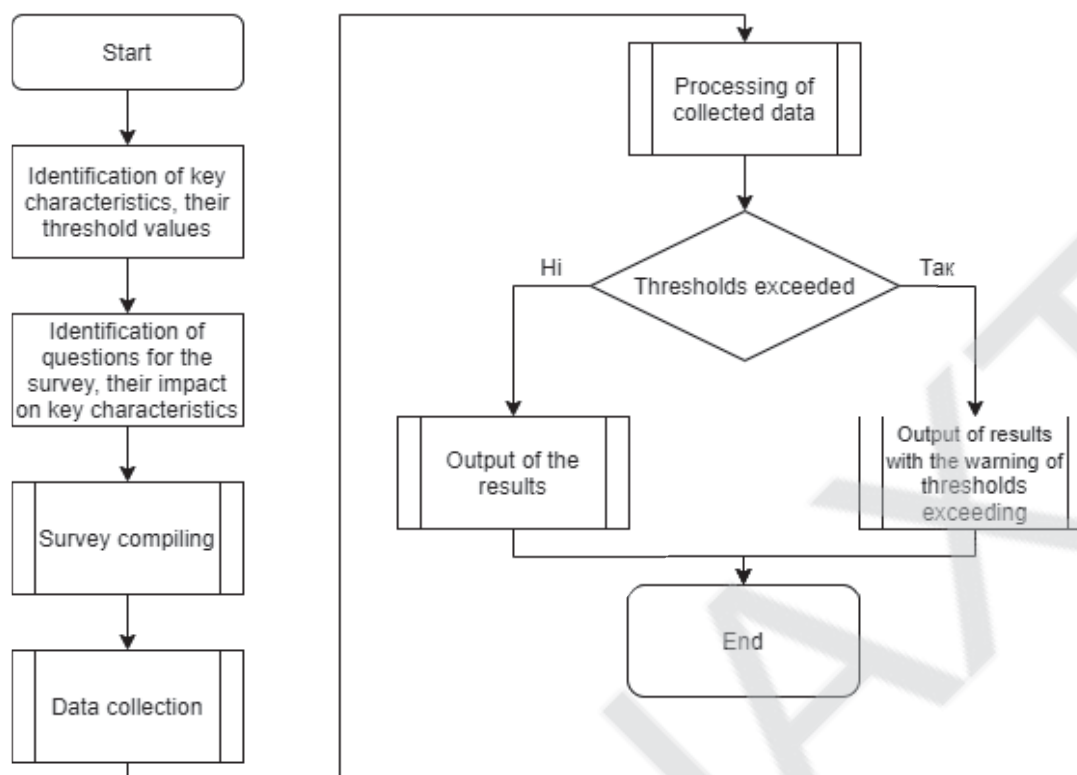 Start
Identification of key
characteristics, their
threshold values
Identification of
questions for the
survey, their impact
on key characteristics
Survey compiling
Data collection
Processing of
collected data
Thresholds exceeded
Ні
Так
Output of the
results
Output of results
with the warning of
thresholds
exceeding
End